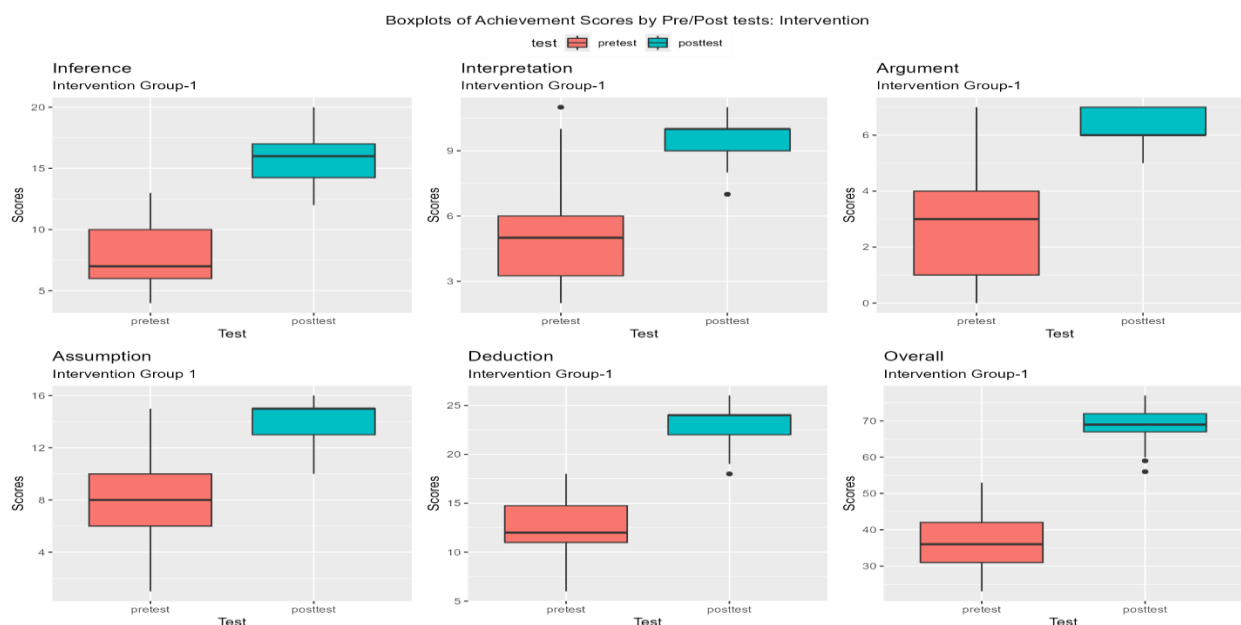 Boxplots of Achievement Scores by Pre/Post tests: Intervention
test pretest posttest
Inference
Intervention Group-1
20
15
10
5
Scores
pretest posttest
Test
Interpretation
Intervention Group-1
9
6
3
Scores
pretest posttest
Test
Argument
Intervention Group-1
6
4
2
0
Scores
pretest posttest
Test
Assumption
Intervention Group 1
16
12
8
4
Scores
pretest posttest
Test
Deduction
Intervention Group-1
25
20
15
10
5
Scores
pretest posttest
Test
Overall
Intervention Group-1
70
60
50
40
30
Scores
pretest posttest
Test